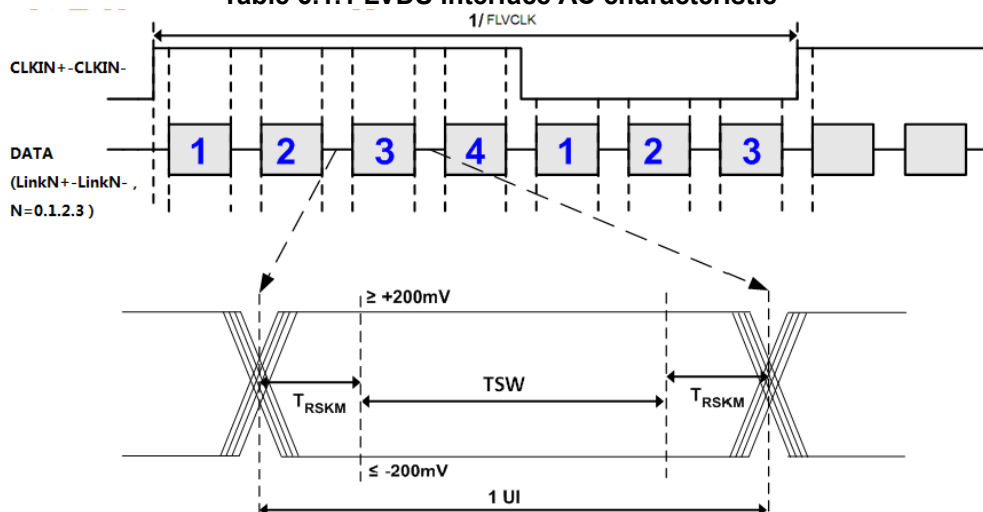 Table 6.4.1 LVDS interface AC characteristic
1/ FLVCLK
CLKIN+-CLKIN-
1 2 3 4 1 2 3
DATA
(LinkN+-LinkN- ,
N=0.1.2.3 )
≥ +200mV
TSW
TRSKM
TRSKM
≤ -200mV
1 UI